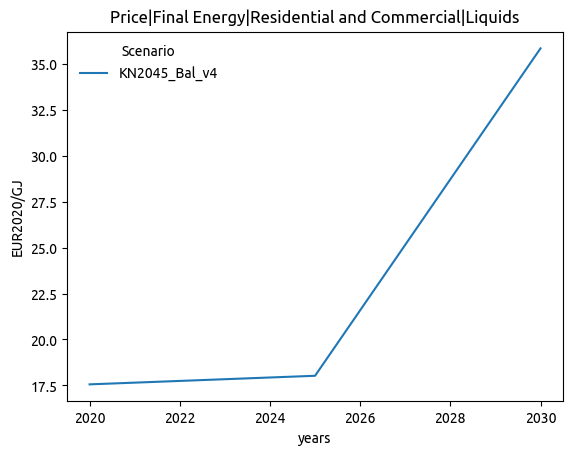 Price|Final Energy|Residential and Commercial|Liquids
Scenario
KN2045_Bal_v4
35.0
32.5
30.0
27.5
25.0
22.5
20.0
17.5
EUR2020/GJ
2020 2022 2024 2026 2028 2030
years